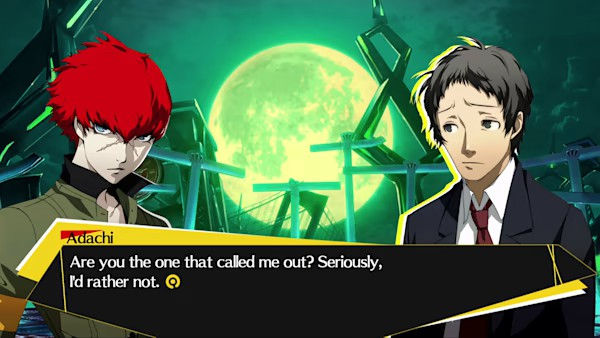 Adachi
Are you the one that called me out? Seriously,
I'd rather not.